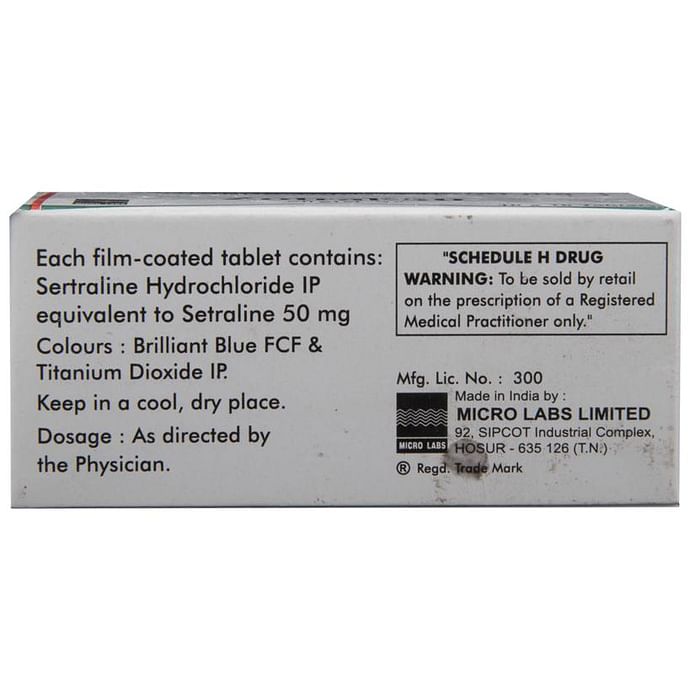 Each film-coated tablet contains:
Sertraline Hydrochloride IP
equivalent to Setraline 50 mg
Colours : Brilliant Blue FCF &
Titanium Dioxide IP.
Keep in a cool, dry place.
Dosage : As directed by
the Physician.
"SCHEDULE H DRUG
WARNING: To be sold by retail
on the prescription of a Registered
Medical Practitioner only."
Mfg. Lic. No. : 300
Made in India by :
MICRO LABS LIMITED
92, SIPCOT Industrial Complex,
HOSUR - 635 126 (T.N.)
MICRO LABS
® Regd. Trade Mark